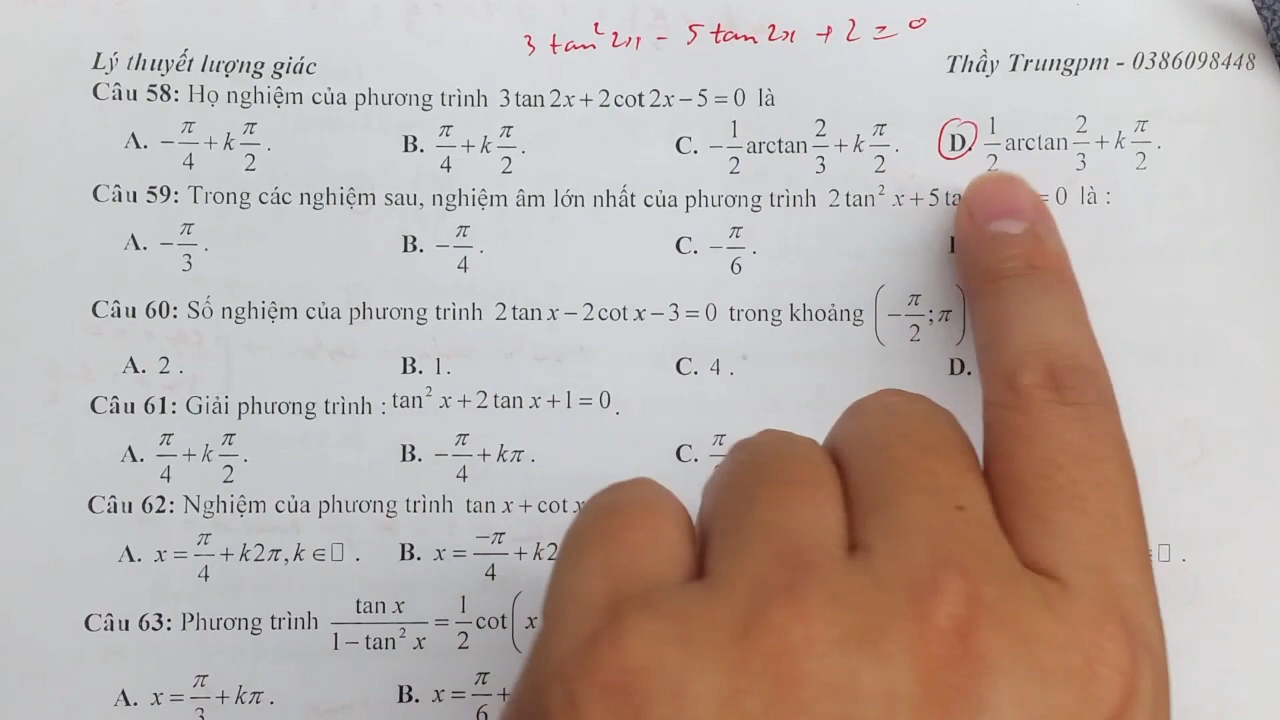 3 tan² 2x - 5 tan 2x + 2 = 0
Lý thuyết lượng giác Thầy Trungpm - 0386098448
Câu 58: Họ nghiệm của phương trình 3 tan 2x + 2 cot 2x − 5 = 0 là
A. −π/4 + k π/2. B. π/4 + k π/2. C. −1/2 arctan 2/3 + k π/2. D. 1/2 arctan 2/3 + k π/2.
Câu 59: Trong các nghiệm sau, nghiệm âm lớn nhất của phương trình 2 tan² x + 5 ta = 0 là :
A. −π/3. B. −π/4. C. −π/6.
Câu 60: Số nghiệm của phương trình 2 tan x − 2 cot x − 3 = 0 trong khoảng (−π/2; π)
A. 2. B. 1. C. 4. D.
Câu 61: Giải phương trình : tan² x + 2 tan x + 1 = 0.
A. π/4 + k π/2. B. −π/4 + kπ. C. π
Câu 62: Nghiệm của phương trình tan x + cot x
A. x = π/4 + k2π, k ∈ □. B. x = −π/4 + k2 □.
Câu 63: Phương trình tan x / (1 − tan² x) = 1/2 cot( x
A. x = π/3 + kπ. B. x = π/6 +